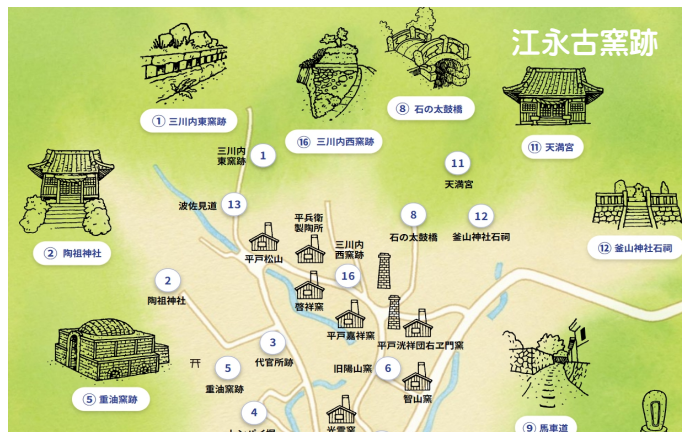 江永古窯跡
① 三川内東窯跡
⑯ 三川内西窯跡
⑧ 石の太鼓橋
⑪ 天満宮
② 陶祖神社
⑫ 釜山神社石祠
三川内
東窯跡
1
11
天満宮
波佐見道
13
平兵衛
製陶所
8
石の太鼓橋
12
釜山神社石祠
平戸松山
三川内
西窯跡
16
2
陶祖神社
啓祥窯
平戸嘉祥窯
平戸洸祥団右ヱ門窯
3
代官所跡
5
重油窯跡
旧陽山窯
6
智山窯
⑤ 重油窯跡
4
光雲窯
⑨ 馬車道